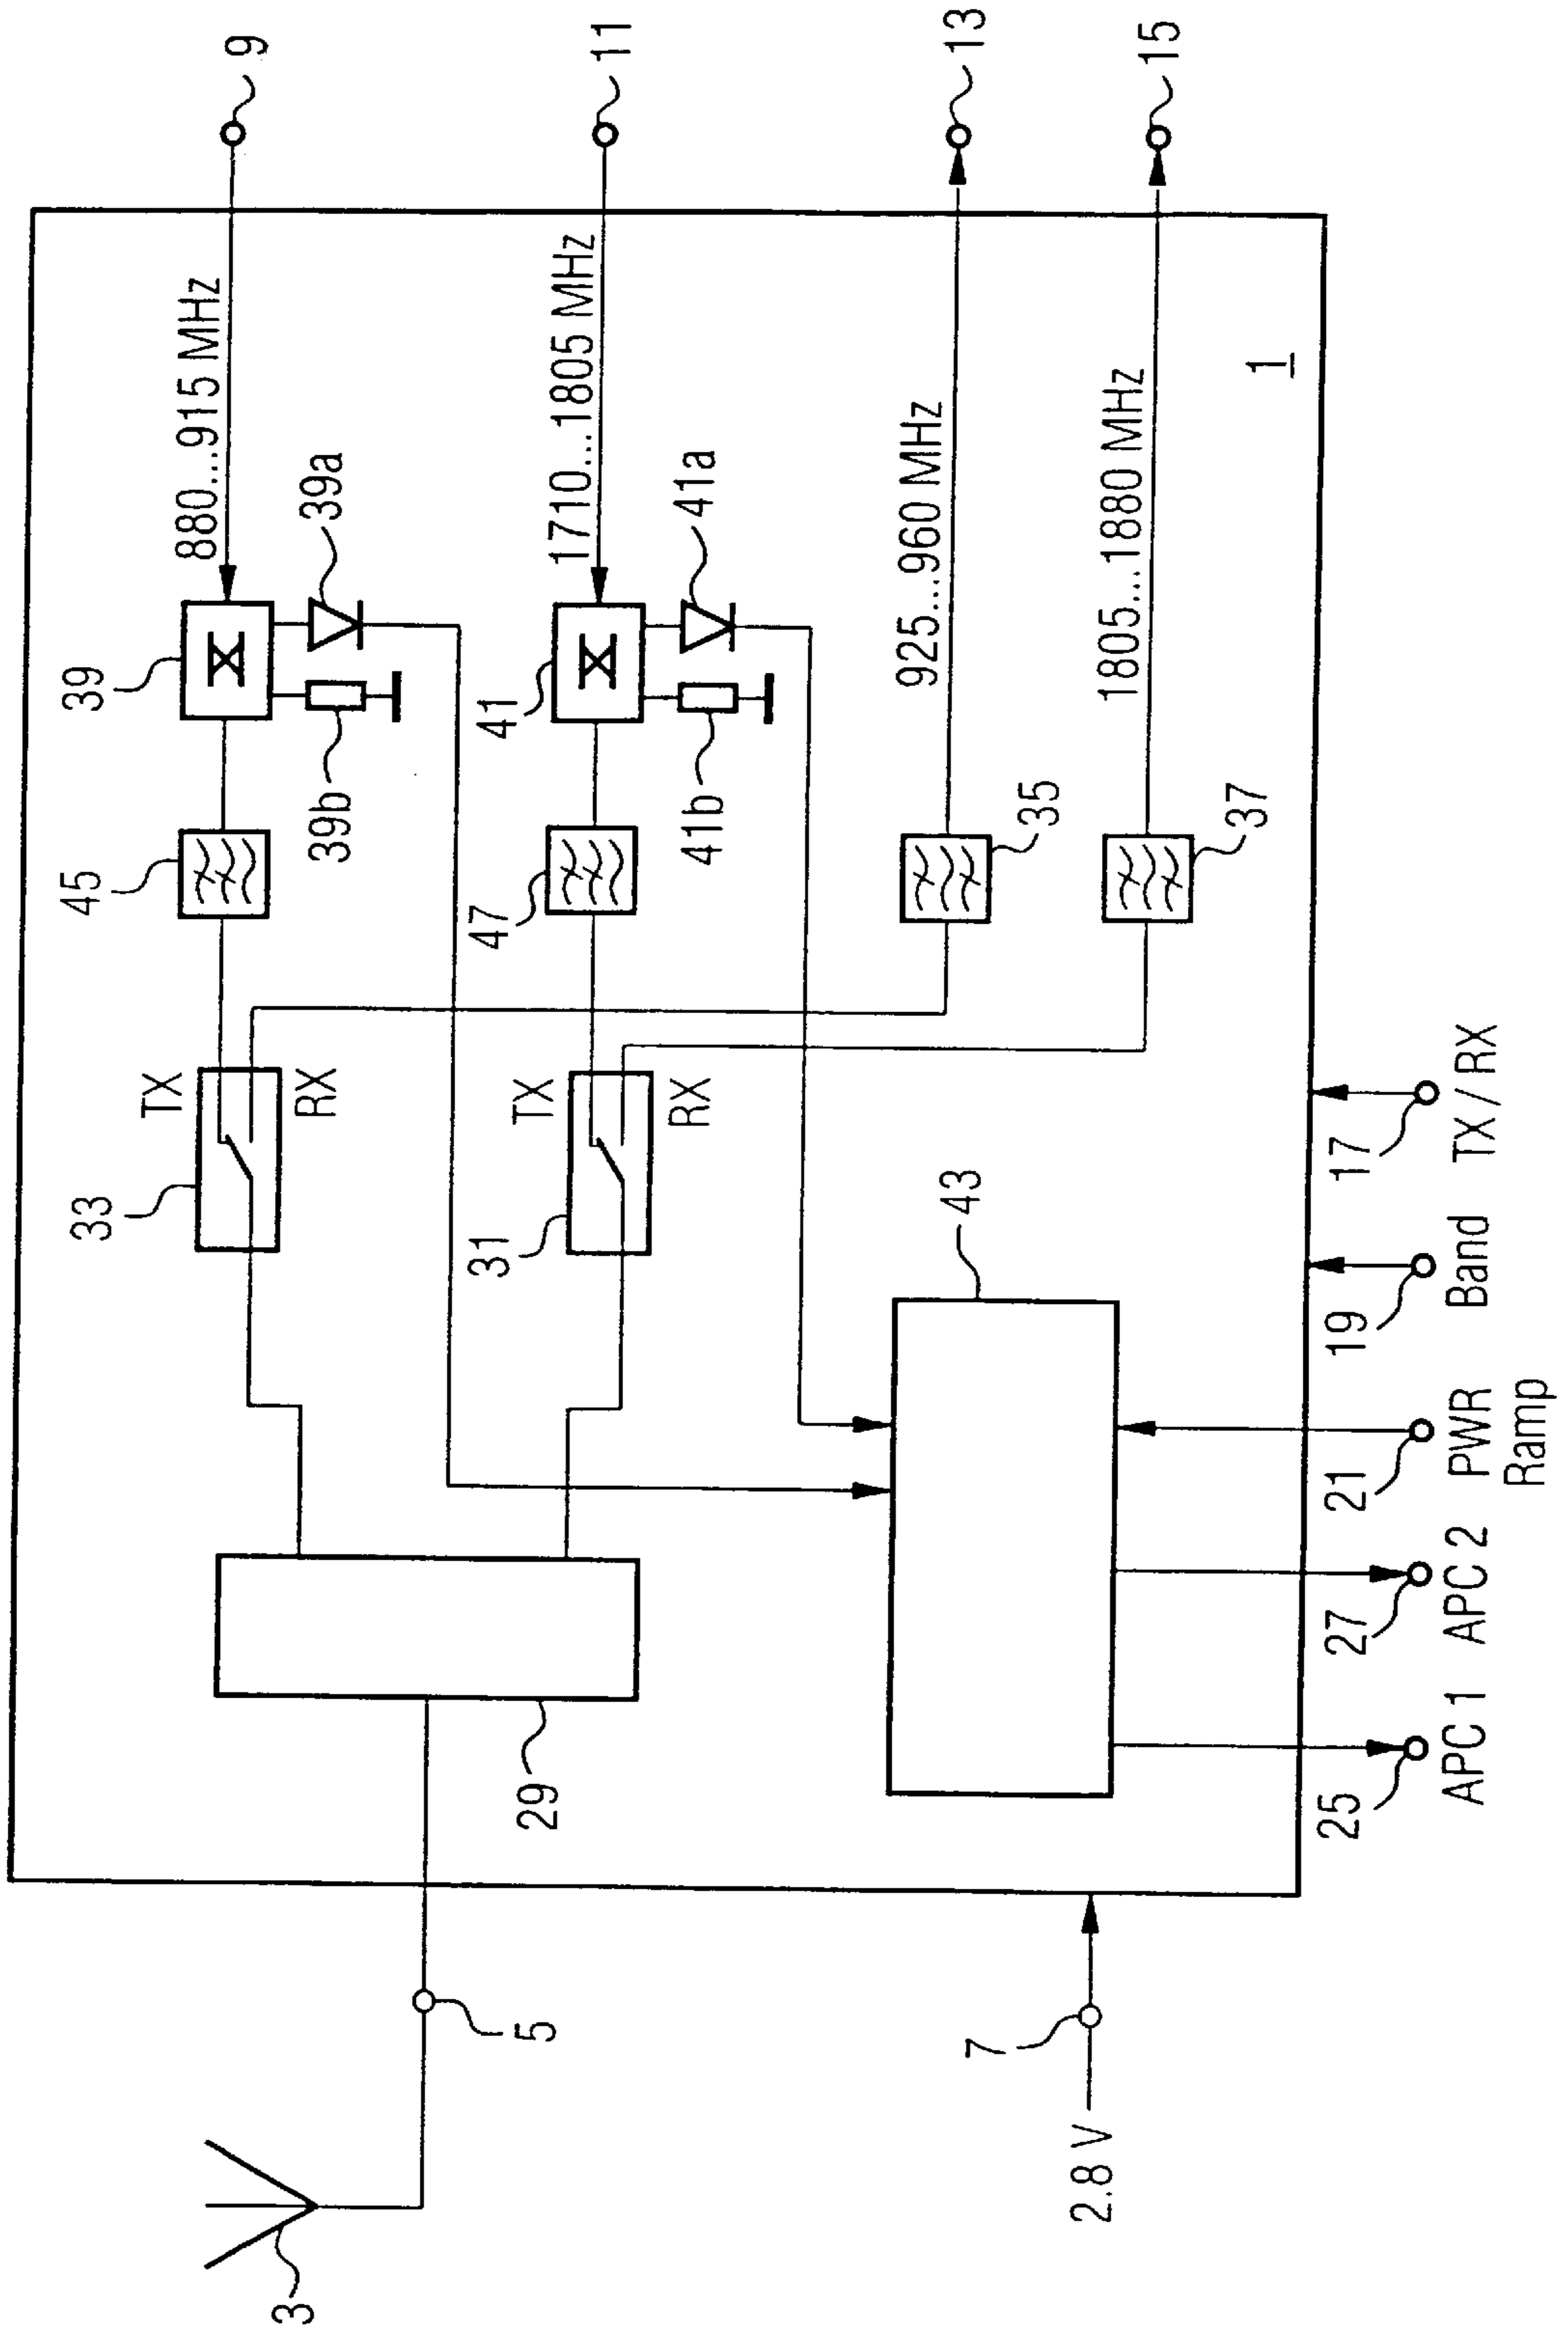 9
11
13
15
880...915 MHz
1710...1805 MHz
925...960 MHz
1805...1880 MHz
1
39
39a
39b
41
41a
41b
45
47
35
37
TX
RX
33
TX
RX
31
43
29
5
3
7
2.8 V
25
APC 1
27
APC 2
21
PWR
Ramp
19
Band
17
TX / RX